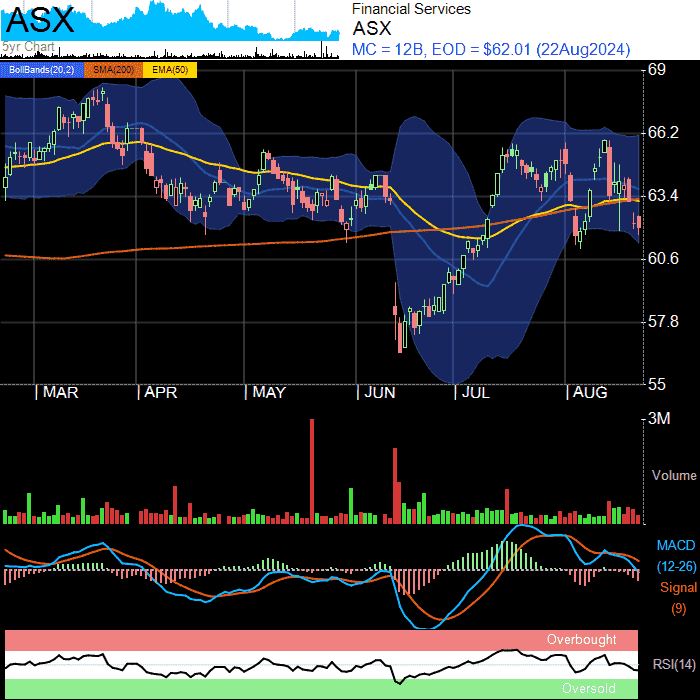 ASX
5yr Chart
Financial Services
ASX
MC = 12B, EOD = $62.01 (22Aug2024)
BollBands(20,2) SMA(200) EMA(50)
69
66.2
63.4
60.6
57.8
55
MAR APR MAY JUN JUL AUG
3M
Volume
MACD
(12-26)
Signal
(9)
Overbought
RSI(14)
Oversold